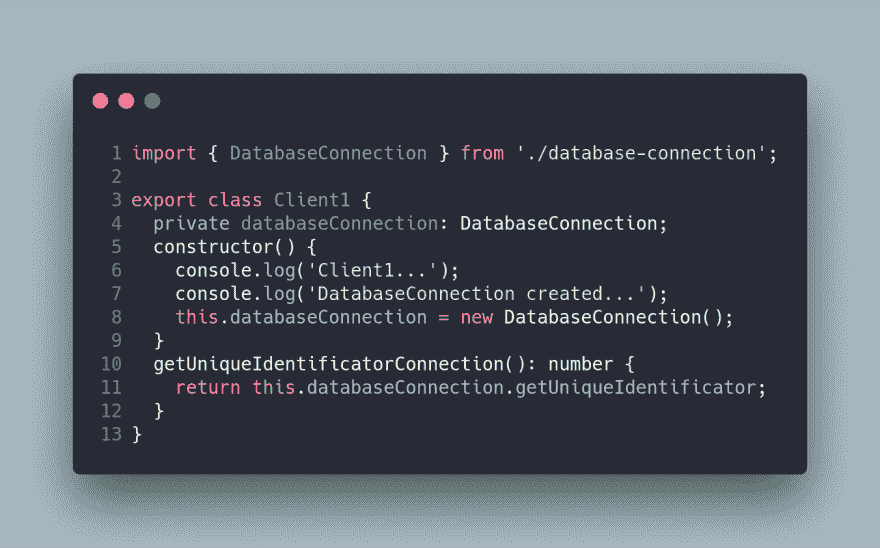 1 import { DatabaseConnection } from './database-connection';
2
3 export class Client1 {
4   private databaseConnection: DatabaseConnection;
5   constructor() {
6     console.log('Client1...');
7     console.log('DatabaseConnection created...');
8     this.databaseConnection = new DatabaseConnection();
9   }
10   getUniqueIdentificatorConnection(): number {
11     return this.databaseConnection.getUniqueIdentificator;
12   }
13 }